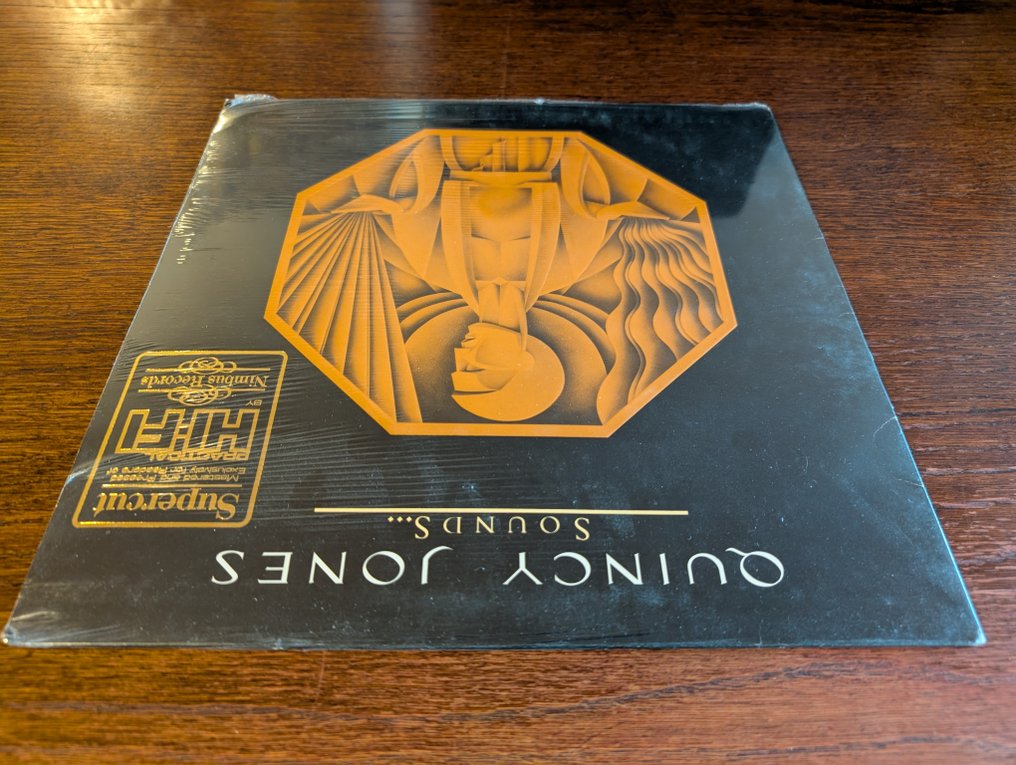 QUINCY JONES
SOUNDS...
Supercut
Mastered and Pressed
Exclusively for Readers of
PRACTICAL
HI-FI
BY
Nimbus Records